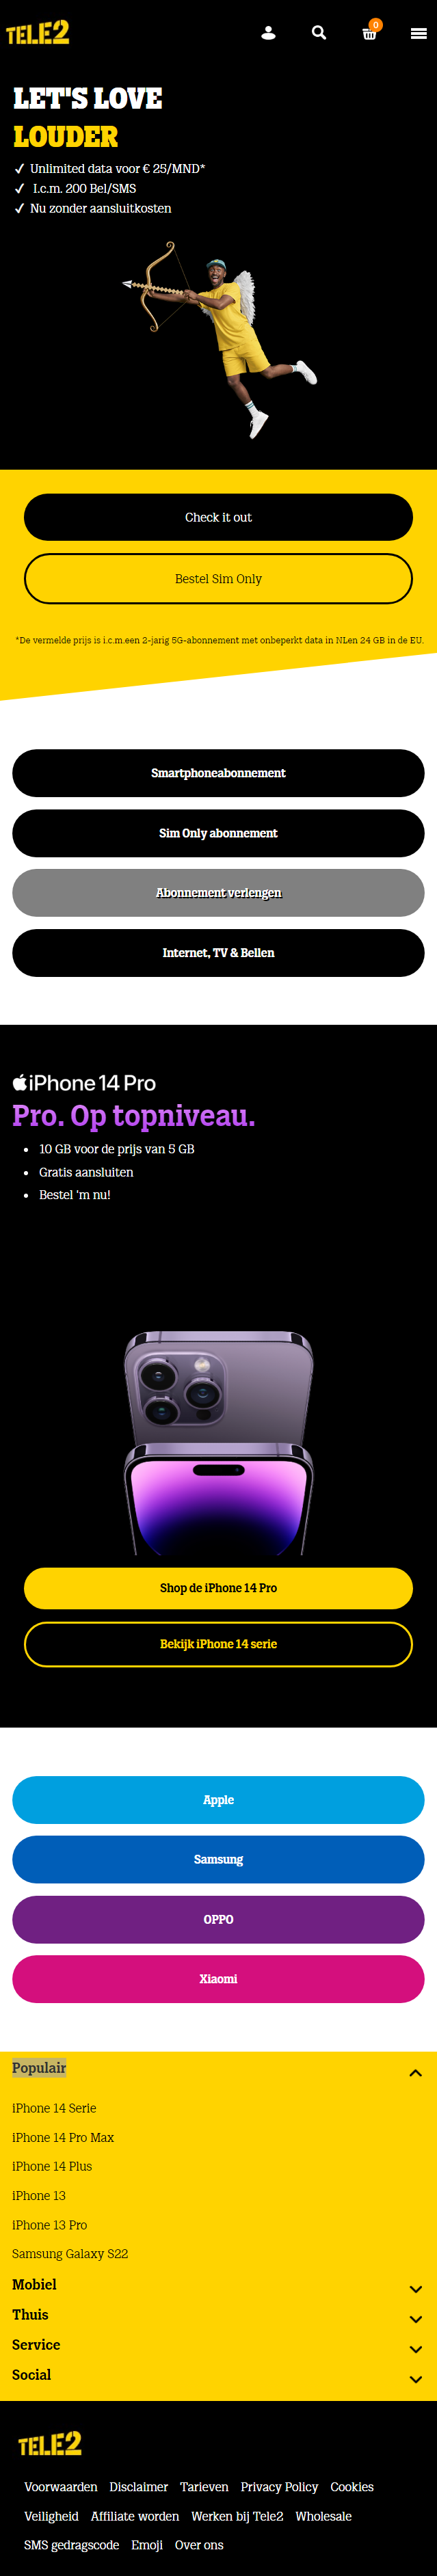 TELE2
0
LET'S LOVE
LOUDER
Unlimited data voor € 25/MND*
I.c.m. 200 Bel/SMS
Nu zonder aansluitkosten
Check it out
Bestel Sim Only
*De vermelde prijs is i.c.m.een 2-jarig 5G-abonnement met onbeperkt data in NLen 24 GB in de EU.
Smartphoneabonnement
Sim Only abonnement
Abonnement verlengen
Internet, TV & Bellen
iPhone 14 Pro
Pro. Op topniveau.
• 10 GB voor de prijs van 5 GB
• Gratis aansluiten
• Bestel 'm nu!
Shop de iPhone 14 Pro
Bekijk iPhone 14 serie
Apple
Samsung
OPPO
Xiaomi
Populair
iPhone 14 Serie
iPhone 14 Pro Max
iPhone 14 Plus
iPhone 13
iPhone 13 Pro
Samsung Galaxy S22
Mobiel
Thuis
Service
Social
TELE2
Voorwaarden Disclaimer Tarieven Privacy Policy Cookies
Veiligheid Affiliate worden Werken bij Tele2 Wholesale
SMS gedragscode Emoji Over ons